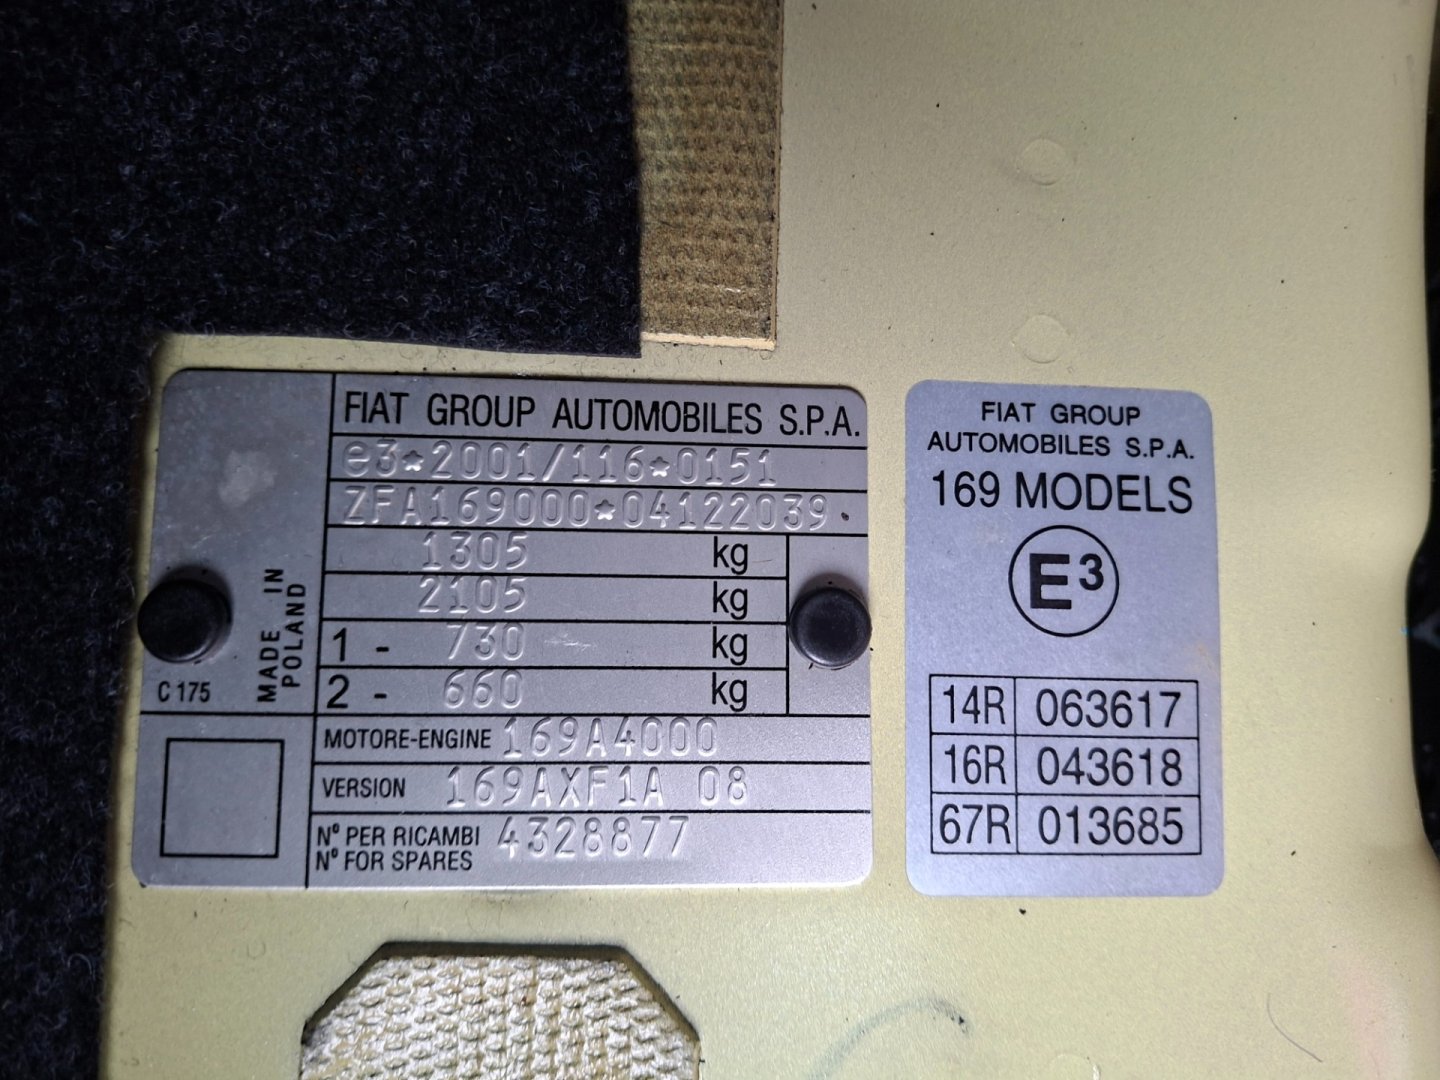 FIAT GROUP AUTOMOBILES S.P.A.
e3*2001/116*0151
ZFA169000*04122039
1305 kg
2105 kg
1 - 730 kg
2 - 660 kg
MADE IN
POLAND
C 175
MOTORE-ENGINE 169A4000
VERSION 169AXF1A 08
N° PER RICAMBI 4328877
N° FOR SPARES
FIAT GROUP
AUTOMOBILES S.P.A.
169 MODELS
E3
14R 063617
16R 043618
67R 013685